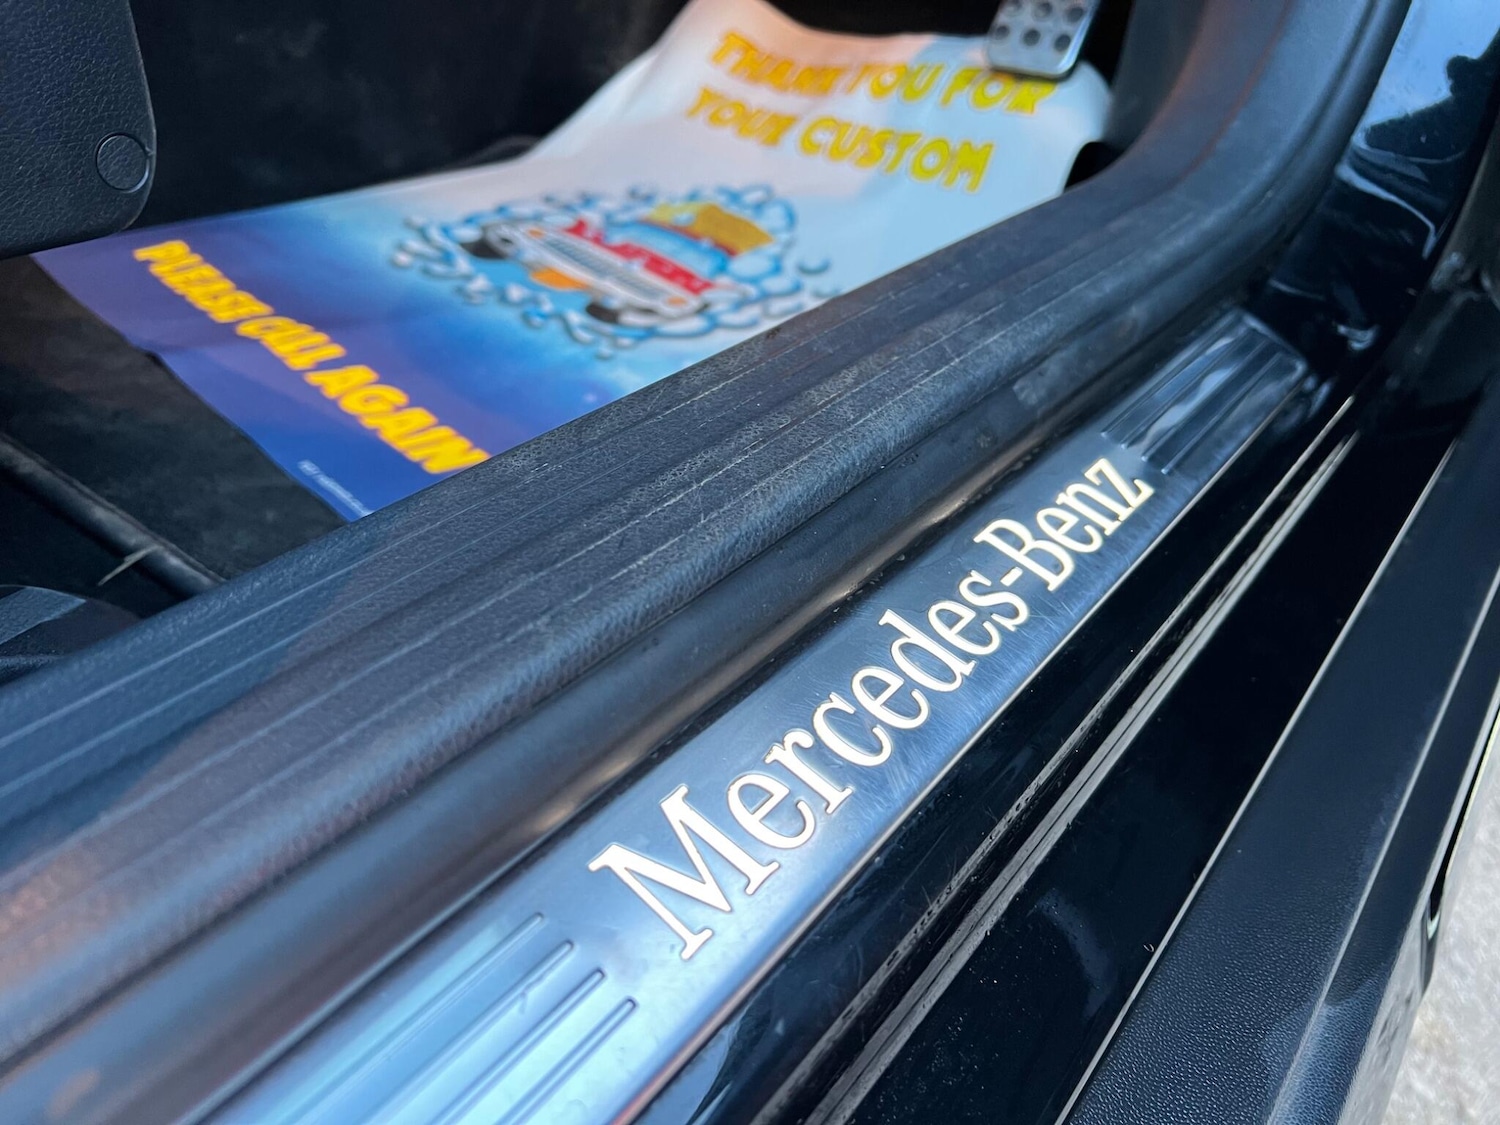 THANK YOU FOR
YOUR CUSTOM
PLEASE CALL AGAIN
Mercedes-Benz